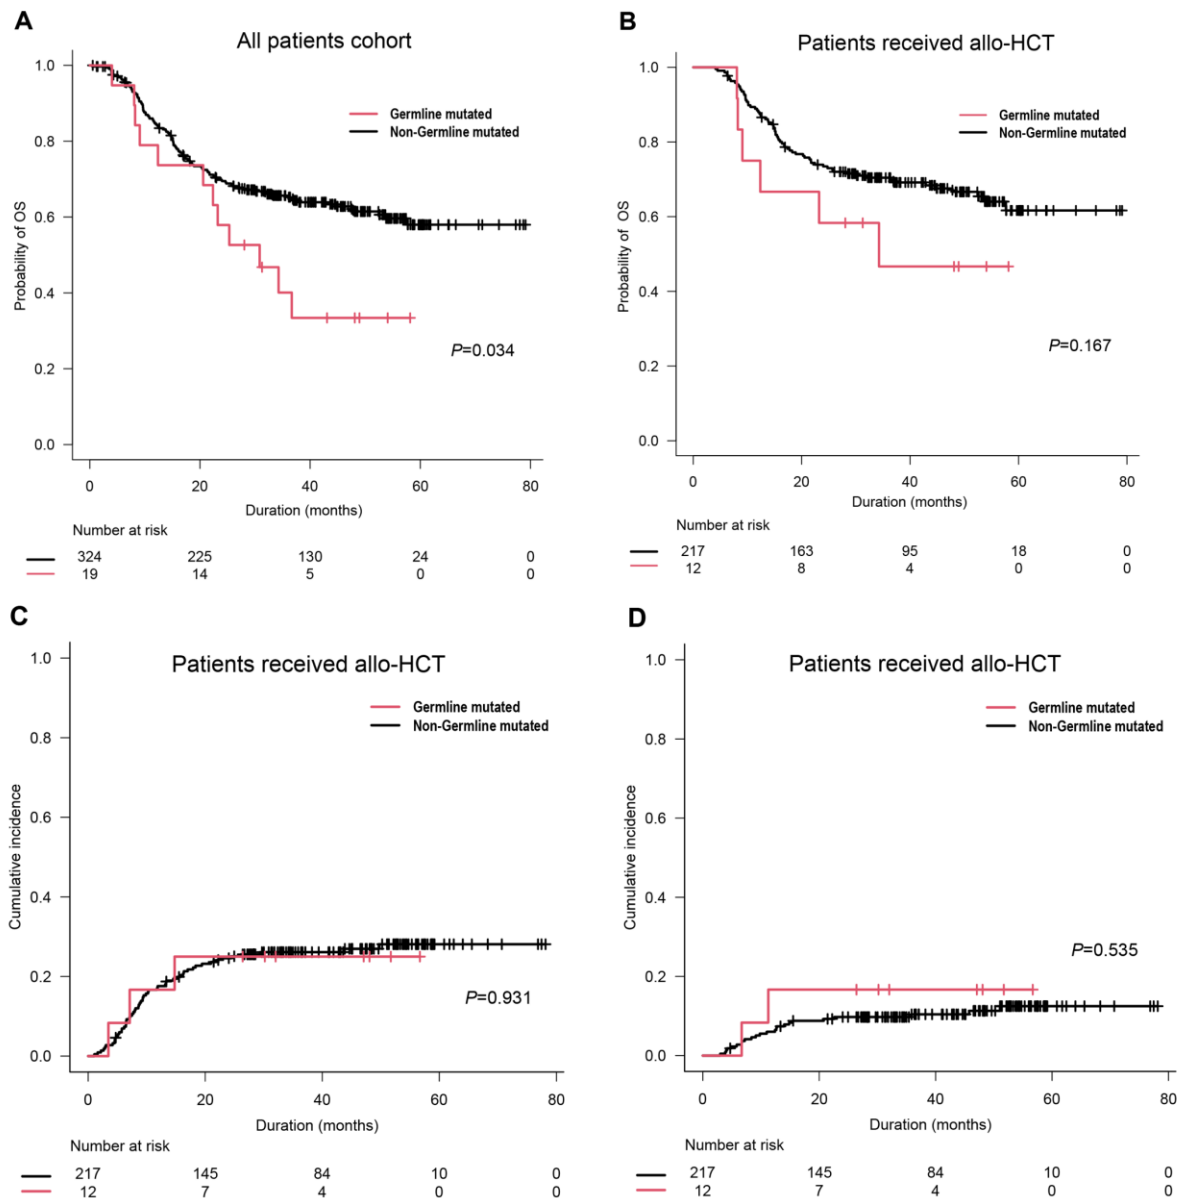 A
All patients cohort
1.0
0.8
0.6
0.4
0.2
0.0
Probability of OS
Germline mutated
Non-Germline mutated
P=0.034
0 20 40 60 80
Duration (months)
Number at risk
324 225 130 24 0
19 14 5 0 0
B
Patients received allo-HCT
1.0
0.8
0.6
0.4
0.2
0.0
Probability of OS
Germline mutated
Non-Germline mutated
P=0.167
0 20 40 60 80
Duration (months)
Number at risk
217 163 95 18 0
12 8 4 0 0
C
Patients received allo-HCT
1.0
0.8
0.6
0.4
0.2
0.0
Cumulative incidence
Germline mutated
Non-Germline mutated
P=0.931
0 20 40 60 80
Duration (months)
Number at risk
217 145 84 10 0
12 7 4 0 0
D
Patients received allo-HCT
1.0
0.8
0.6
0.4
0.2
0.0
Cumulative incidence
Germline mutated
Non-Germline mutated
P=0.535
0 20 40 60 80
Duration (months)
Number at risk
217 145 84 10 0
12 7 4 0 0